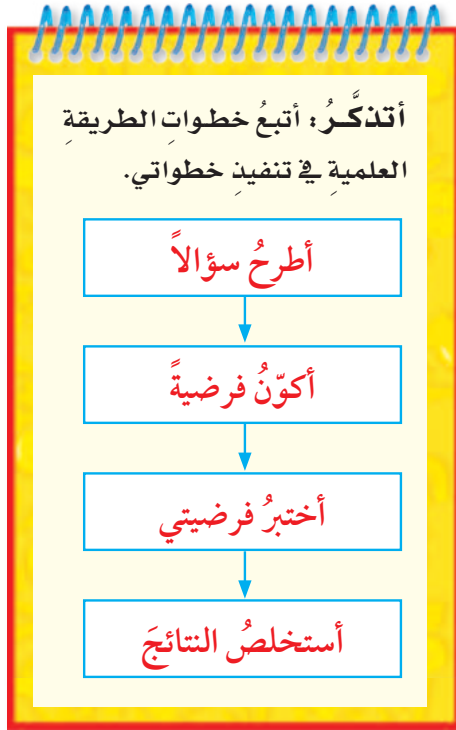 أتذكَّرُ: أتبعُ خطواتِ الطريقةِ
العلميةِ في تنفيذِ خطواتي.
أطرحُ سؤالاً
أكوّنُ فرضيةً
أختبرُ فرضيتي
أستخلصُ النتائجَ